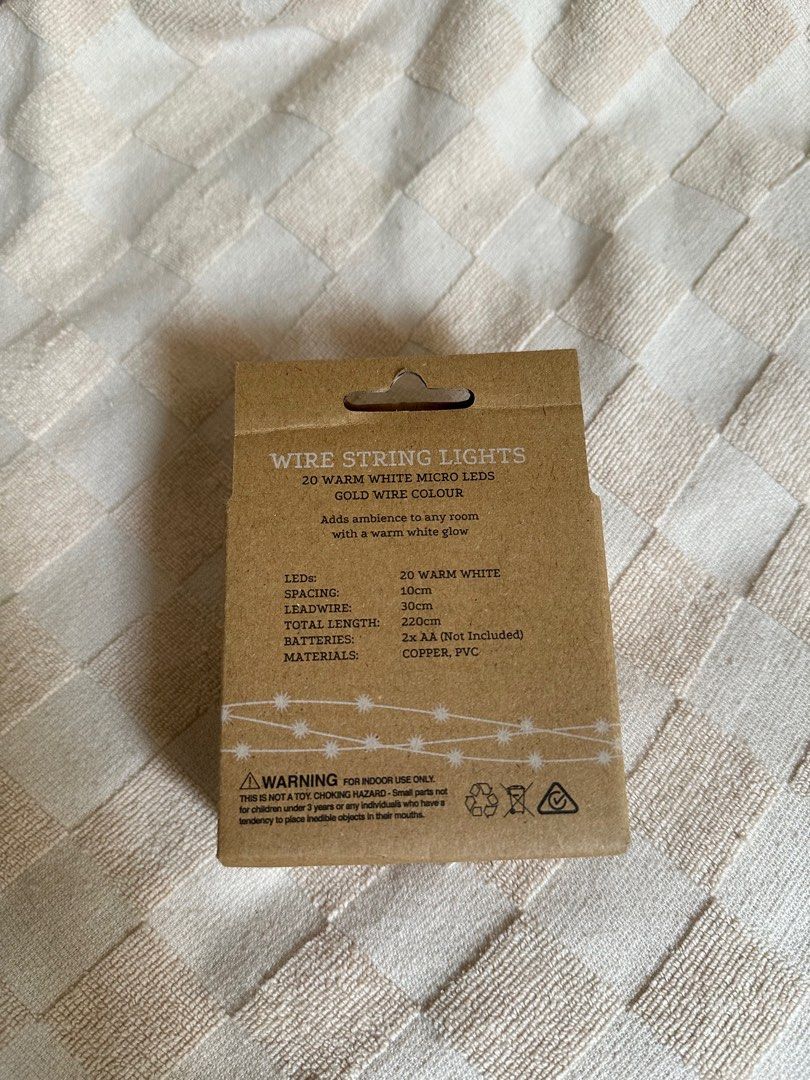 WIRE STRING LIGHTS
20 WARM WHITE MICRO LEDS
GOLD WIRE COLOUR
Adds ambience to any room
with a warm white glow
LEDs: 20 WARM WHITE
SPACING: 10cm
LEADWIRE: 30cm
TOTAL LENGTH: 220cm
BATTERIES: 2x AA (Not Included)
MATERIALS: COPPER, PVC
WARNING FOR INDOOR USE ONLY.
THIS IS NOT A TOY. CHOKING HAZARD - Small parts not
for children under 3 years or any individuals who have a
tendency to place inedible objects in their mouths.